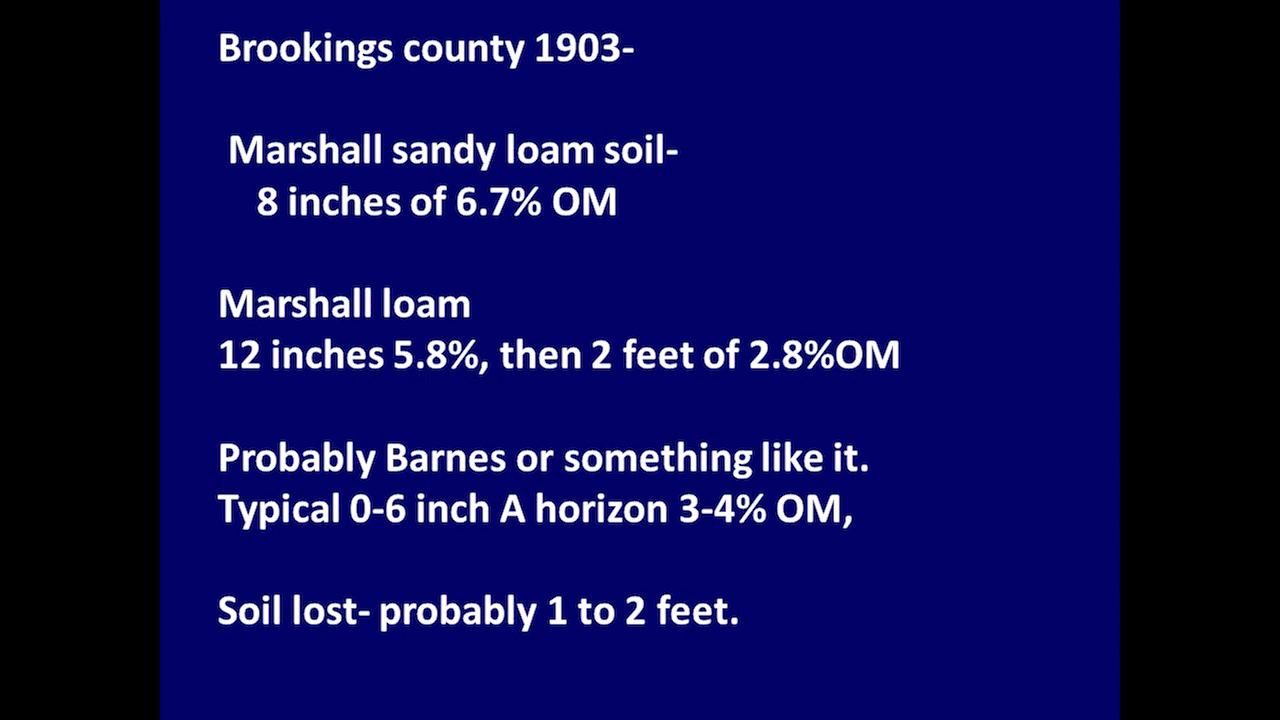 Brookings county 1903-
Marshall sandy loam soil-
8 inches of 6.7% OM
Marshall loam
12 inches 5.8%, then 2 feet of 2.8%OM
Probably Barnes or something like it.
Typical 0-6 inch A horizon 3-4% OM,
Soil lost- probably 1 to 2 feet.